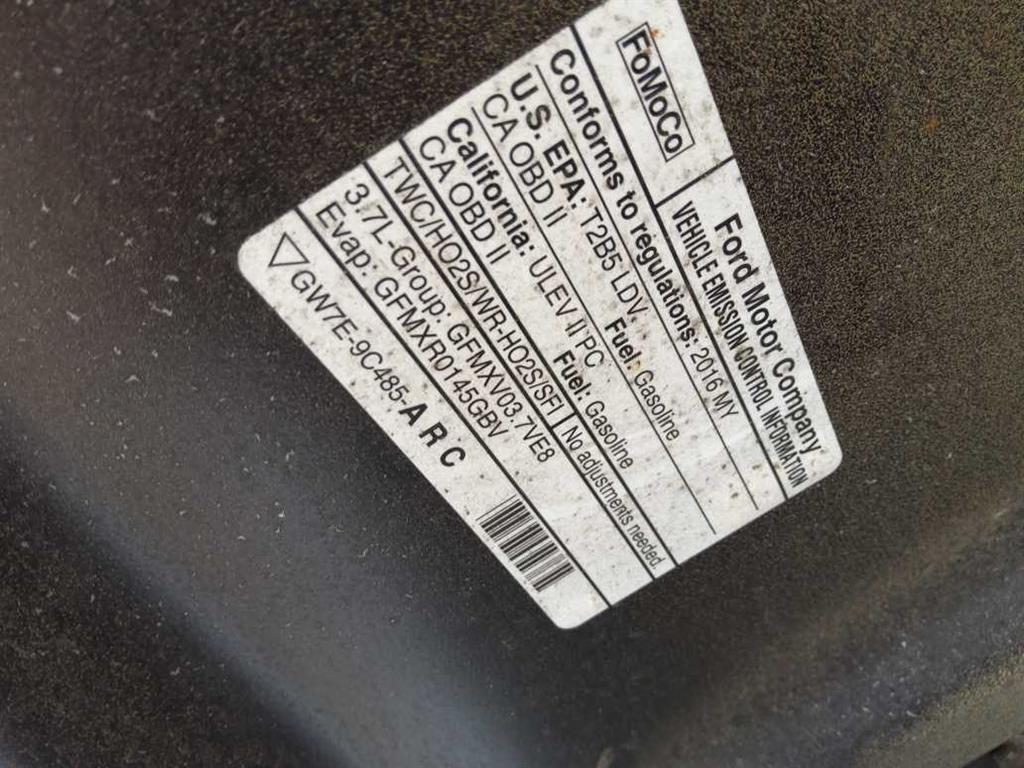 FoMoCo
Ford Motor Company
VEHICLE EMISSION CONTROL INFORMATION
Conforms to regulations: 2016 MY
U.S. EPA: T2B5 LDV Fuel: Gasoline
CA OBD II
California: ULEV II PC Fuel: Gasoline
CA OBD II
TWC/HO2S/WR-HO2S/SFI No adjustments needed.
3.7L-Group: GFMXV03.7VE8
Evap: GFMXR0145GBV
GW7E-9C485-ARC